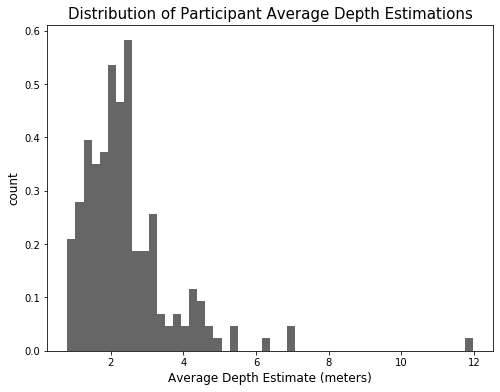 Distribution of Participant Average Depth Estimations
0.6
0.5
0.4
0.3
0.2
0.1
0.0
count
2 4 6 8 10 12
Average Depth Estimate (meters)